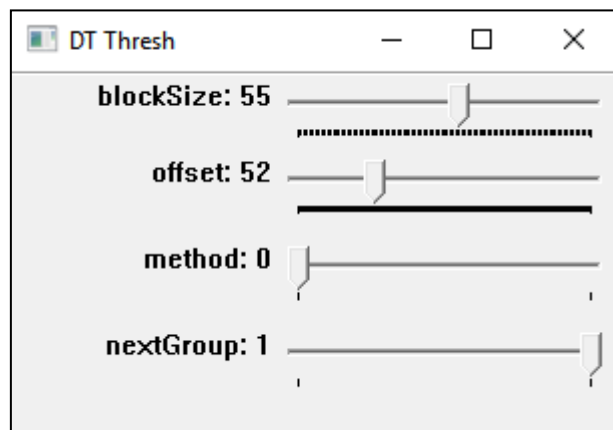 DT Thresh
blockSize: 55
offset: 52
method: 0
nextGroup: 1